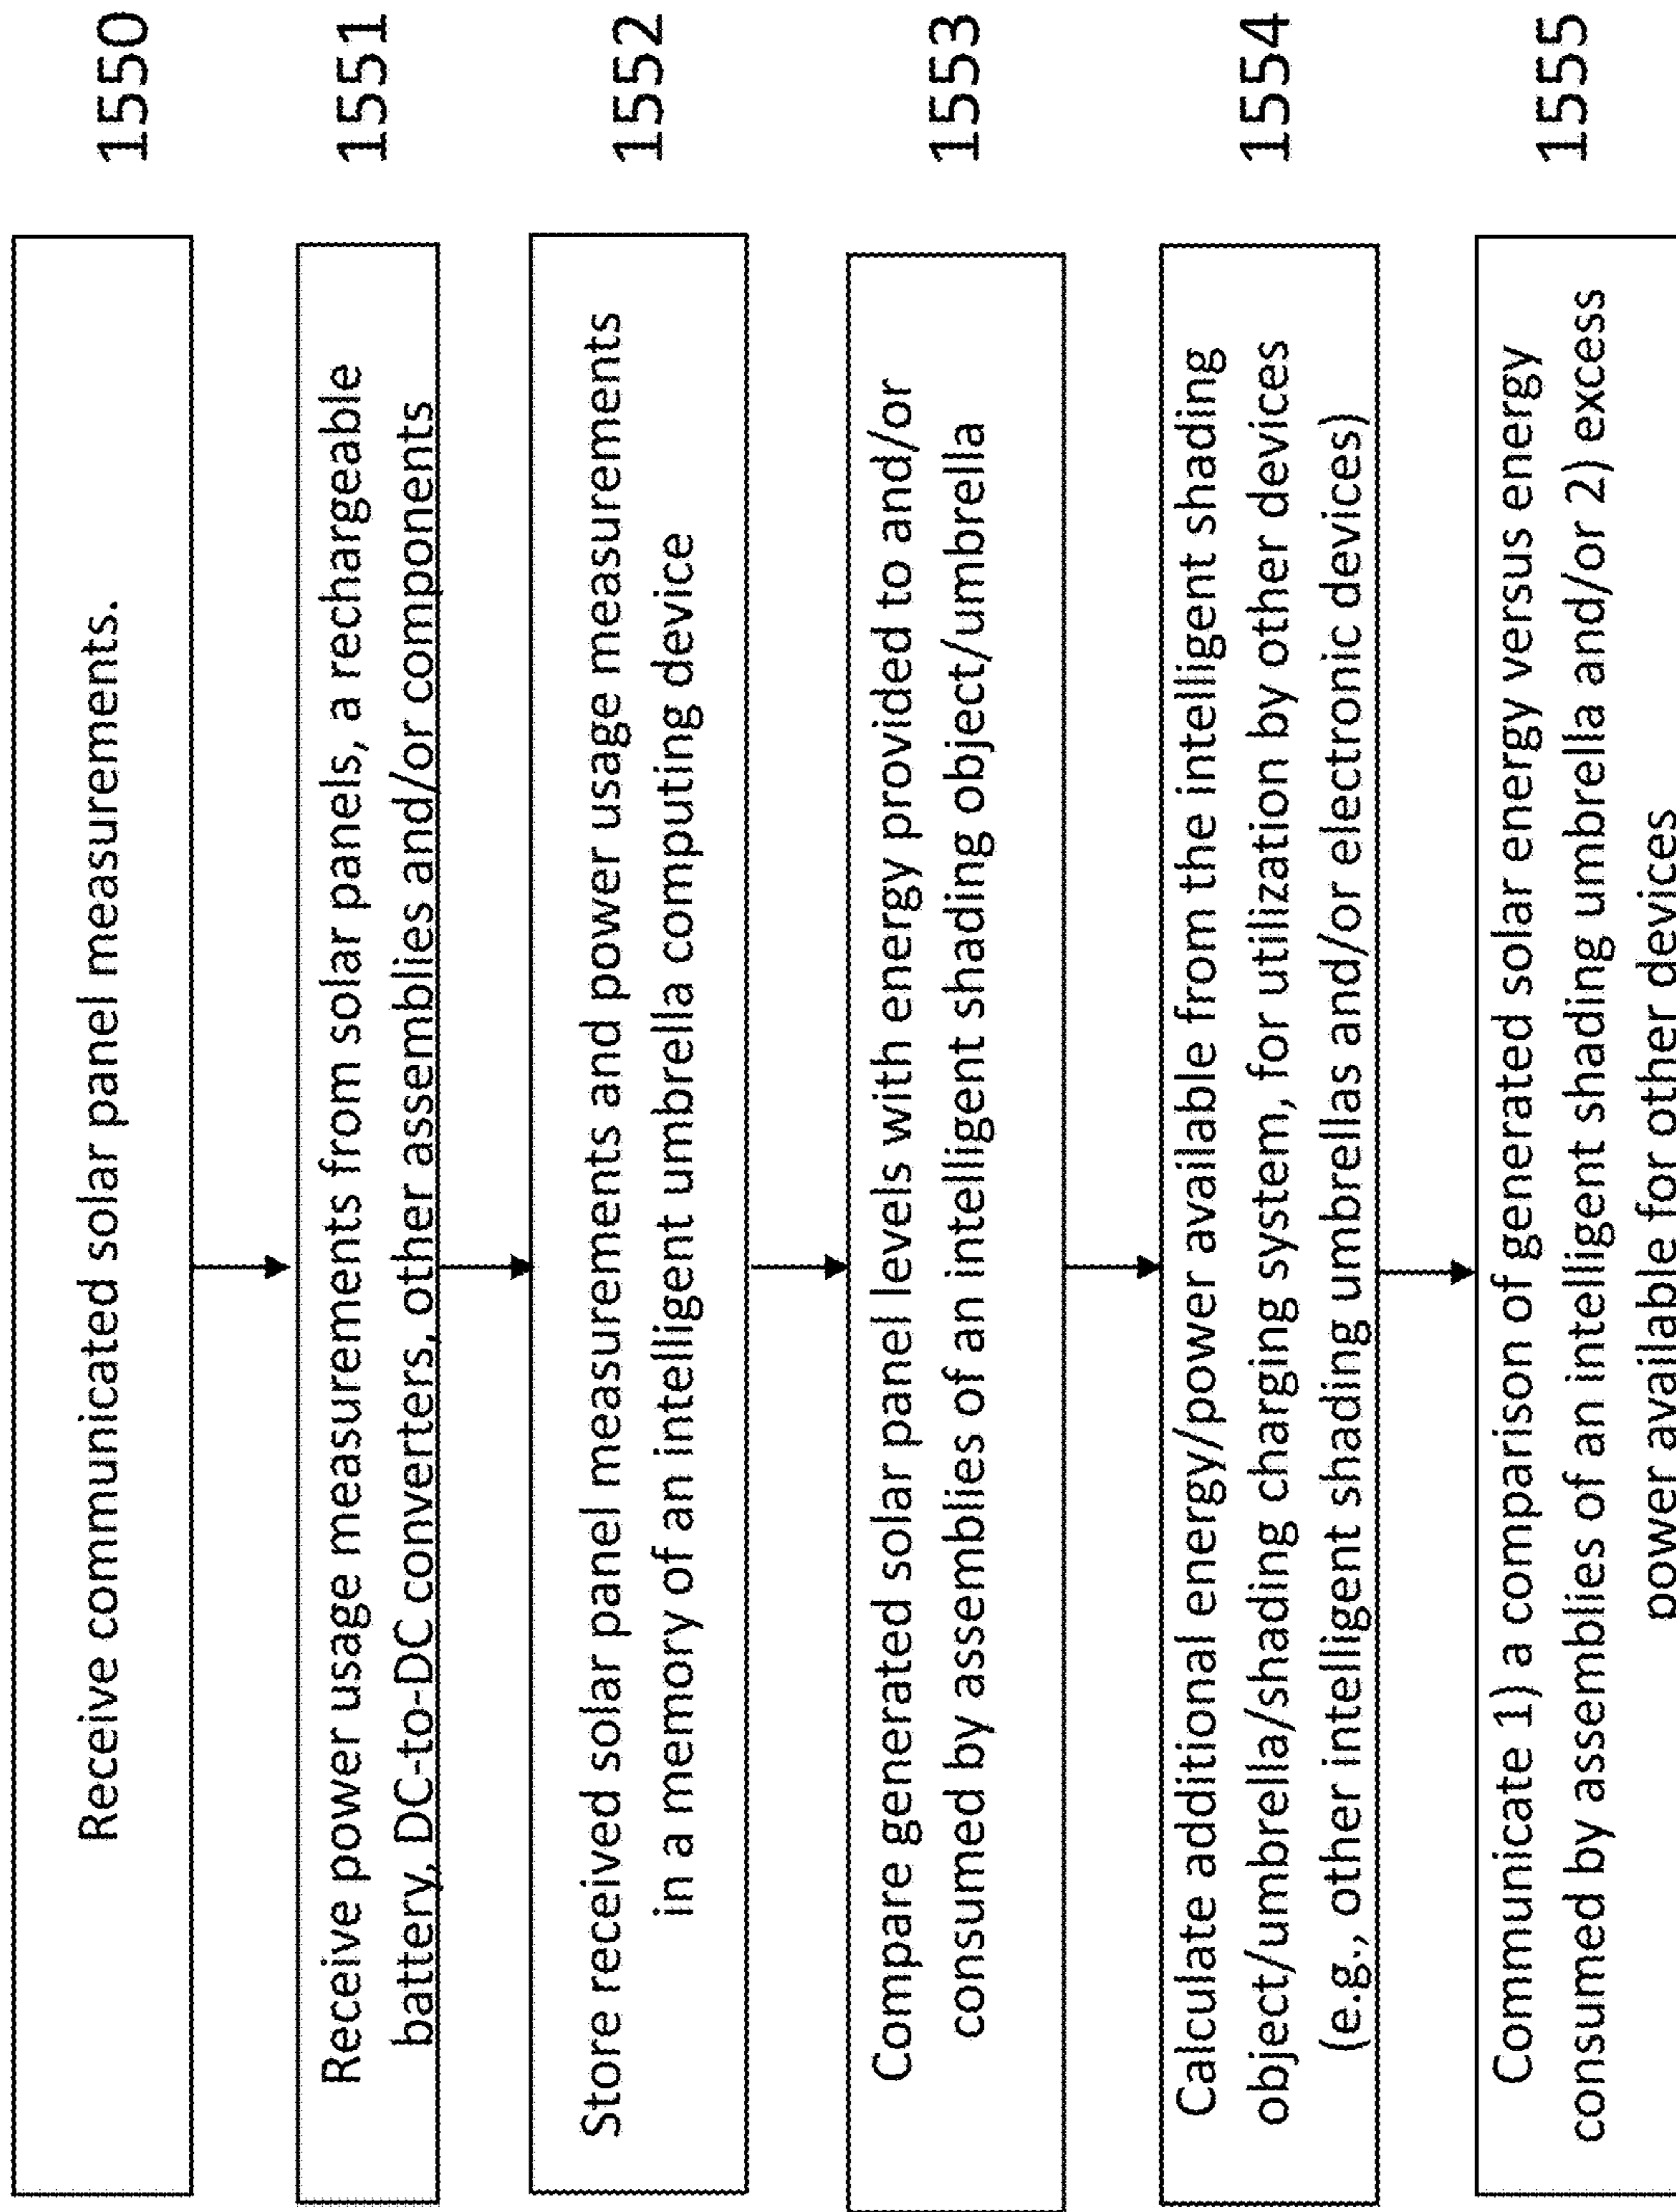 Receive communicated solar panel measurements.
1550
Receive power usage measurements from solar panels, a rechargeable
battery, DC-to-DC converters, other assemblies and/or components
1551
Store received solar panel measurements and power usage measurements
in a memory of an intelligent umbrella computing device
1552
Compare generated solar panel levels with energy provided to and/or
consumed by assemblies of an intelligent shading object/umbrella
1553
Calculate additional energy/power available from the intelligent shading
object/umbrella/shading charging system, for utilization by other devices
(e.g., other intelligent shading umbrellas and/or electronic devices)
1554
Communicate 1) a comparison of generated solar energy versus energy
consumed by assemblies of an intelligent shading umbrella and/or 2) excess
power available for other devices
1555